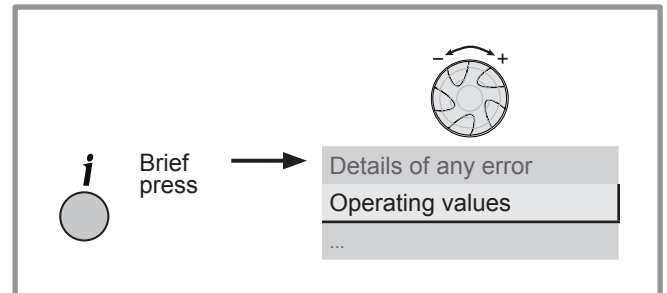 - +
i
Brief
press
Details of any error
Operating values
...